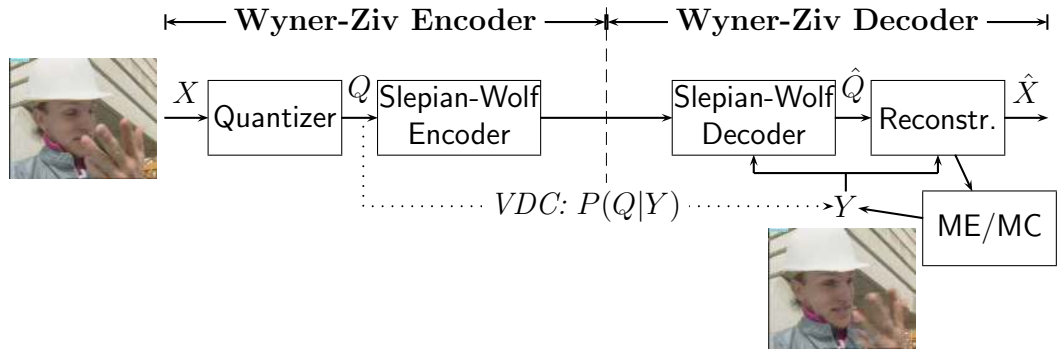 Wyner-Ziv Encoder
Wyner-Ziv Decoder
X
Quantizer
Q
Slepian-Wolf
Encoder
Slepian-Wolf
Decoder
Q̂
Reconstr.
X̂
VDC: P(Q|Y)
Y
ME/MC